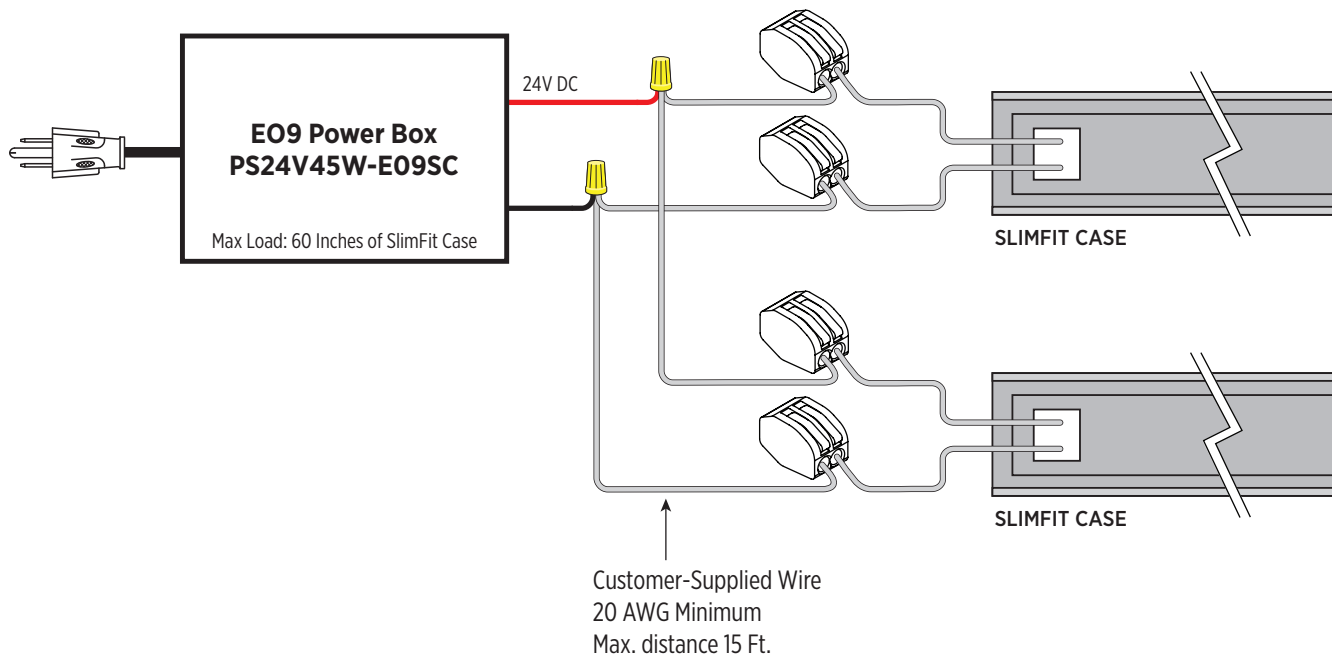 24V DC
EO9 Power Box
PS24V45W-E09SC
Max Load: 60 Inches of SlimFit Case
SLIMFIT CASE
SLIMFIT CASE
Customer-Supplied Wire
20 AWG Minimum
Max. distance 15 Ft.